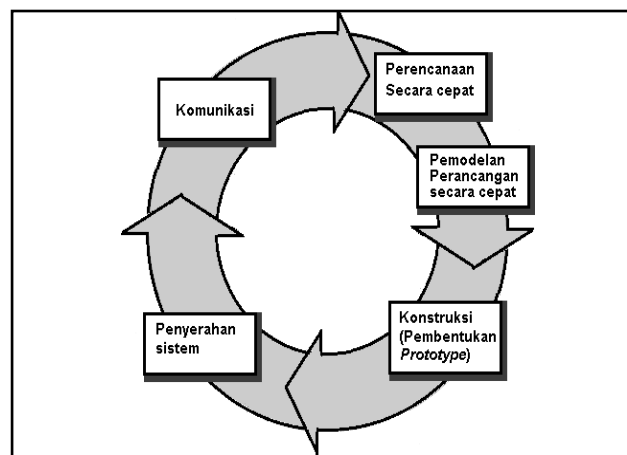 Komunikasi
Perencanaan
Secara cepat
Pemodelan
Perancangan
secara cepat
Konstruksi
(Pembentukan
Prototype)
Penyerahan
sistem